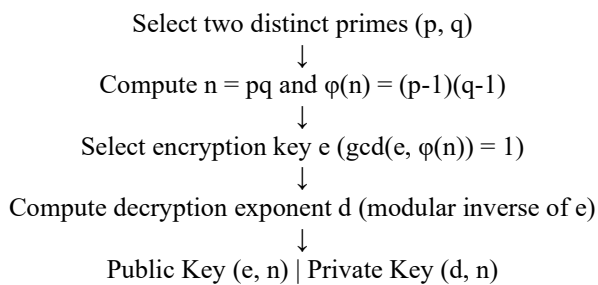 Select two distinct primes (p, q)
↓
Compute n = pq and φ(n) = (p-1)(q-1)
↓
Select encryption key e (gcd(e, φ(n)) = 1)
↓
Compute decryption exponent d (modular inverse of e)
↓
Public Key (e, n) | Private Key (d, n)